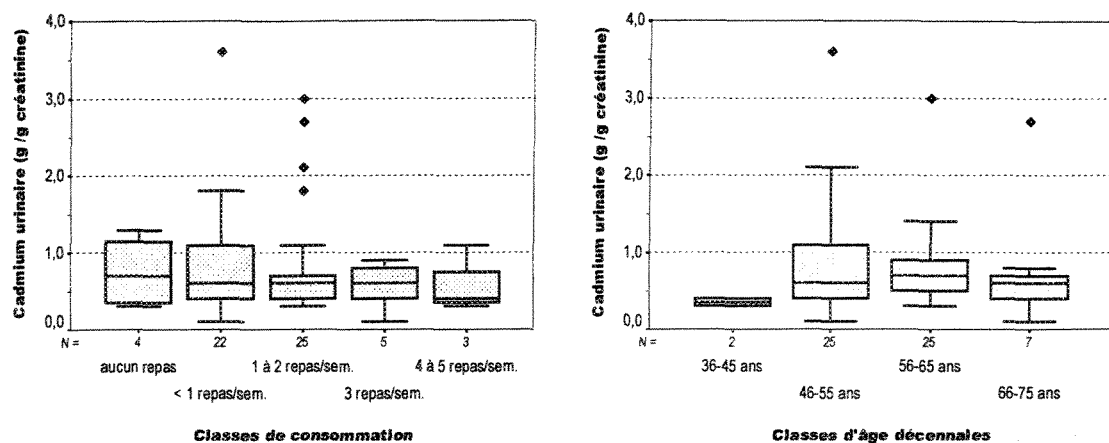 Cadmium urinaire (g /g créatinine)
4,0
3,0
2,0
1,0
0,0
N = 4 22 25 5 3
aucun repas 1 à 2 repas/sem. 4 à 5 repas/sem.
< 1 repas/sem. 3 repas/sem.
Classes de consommation
Cadmium urinaire (g /g créatinine)
4,0
3,0
2,0
1,0
0,0
N = 2 25 25 7
36-45 ans 56-65 ans
46-55 ans 66-75 ans
Classes d'âge décennales